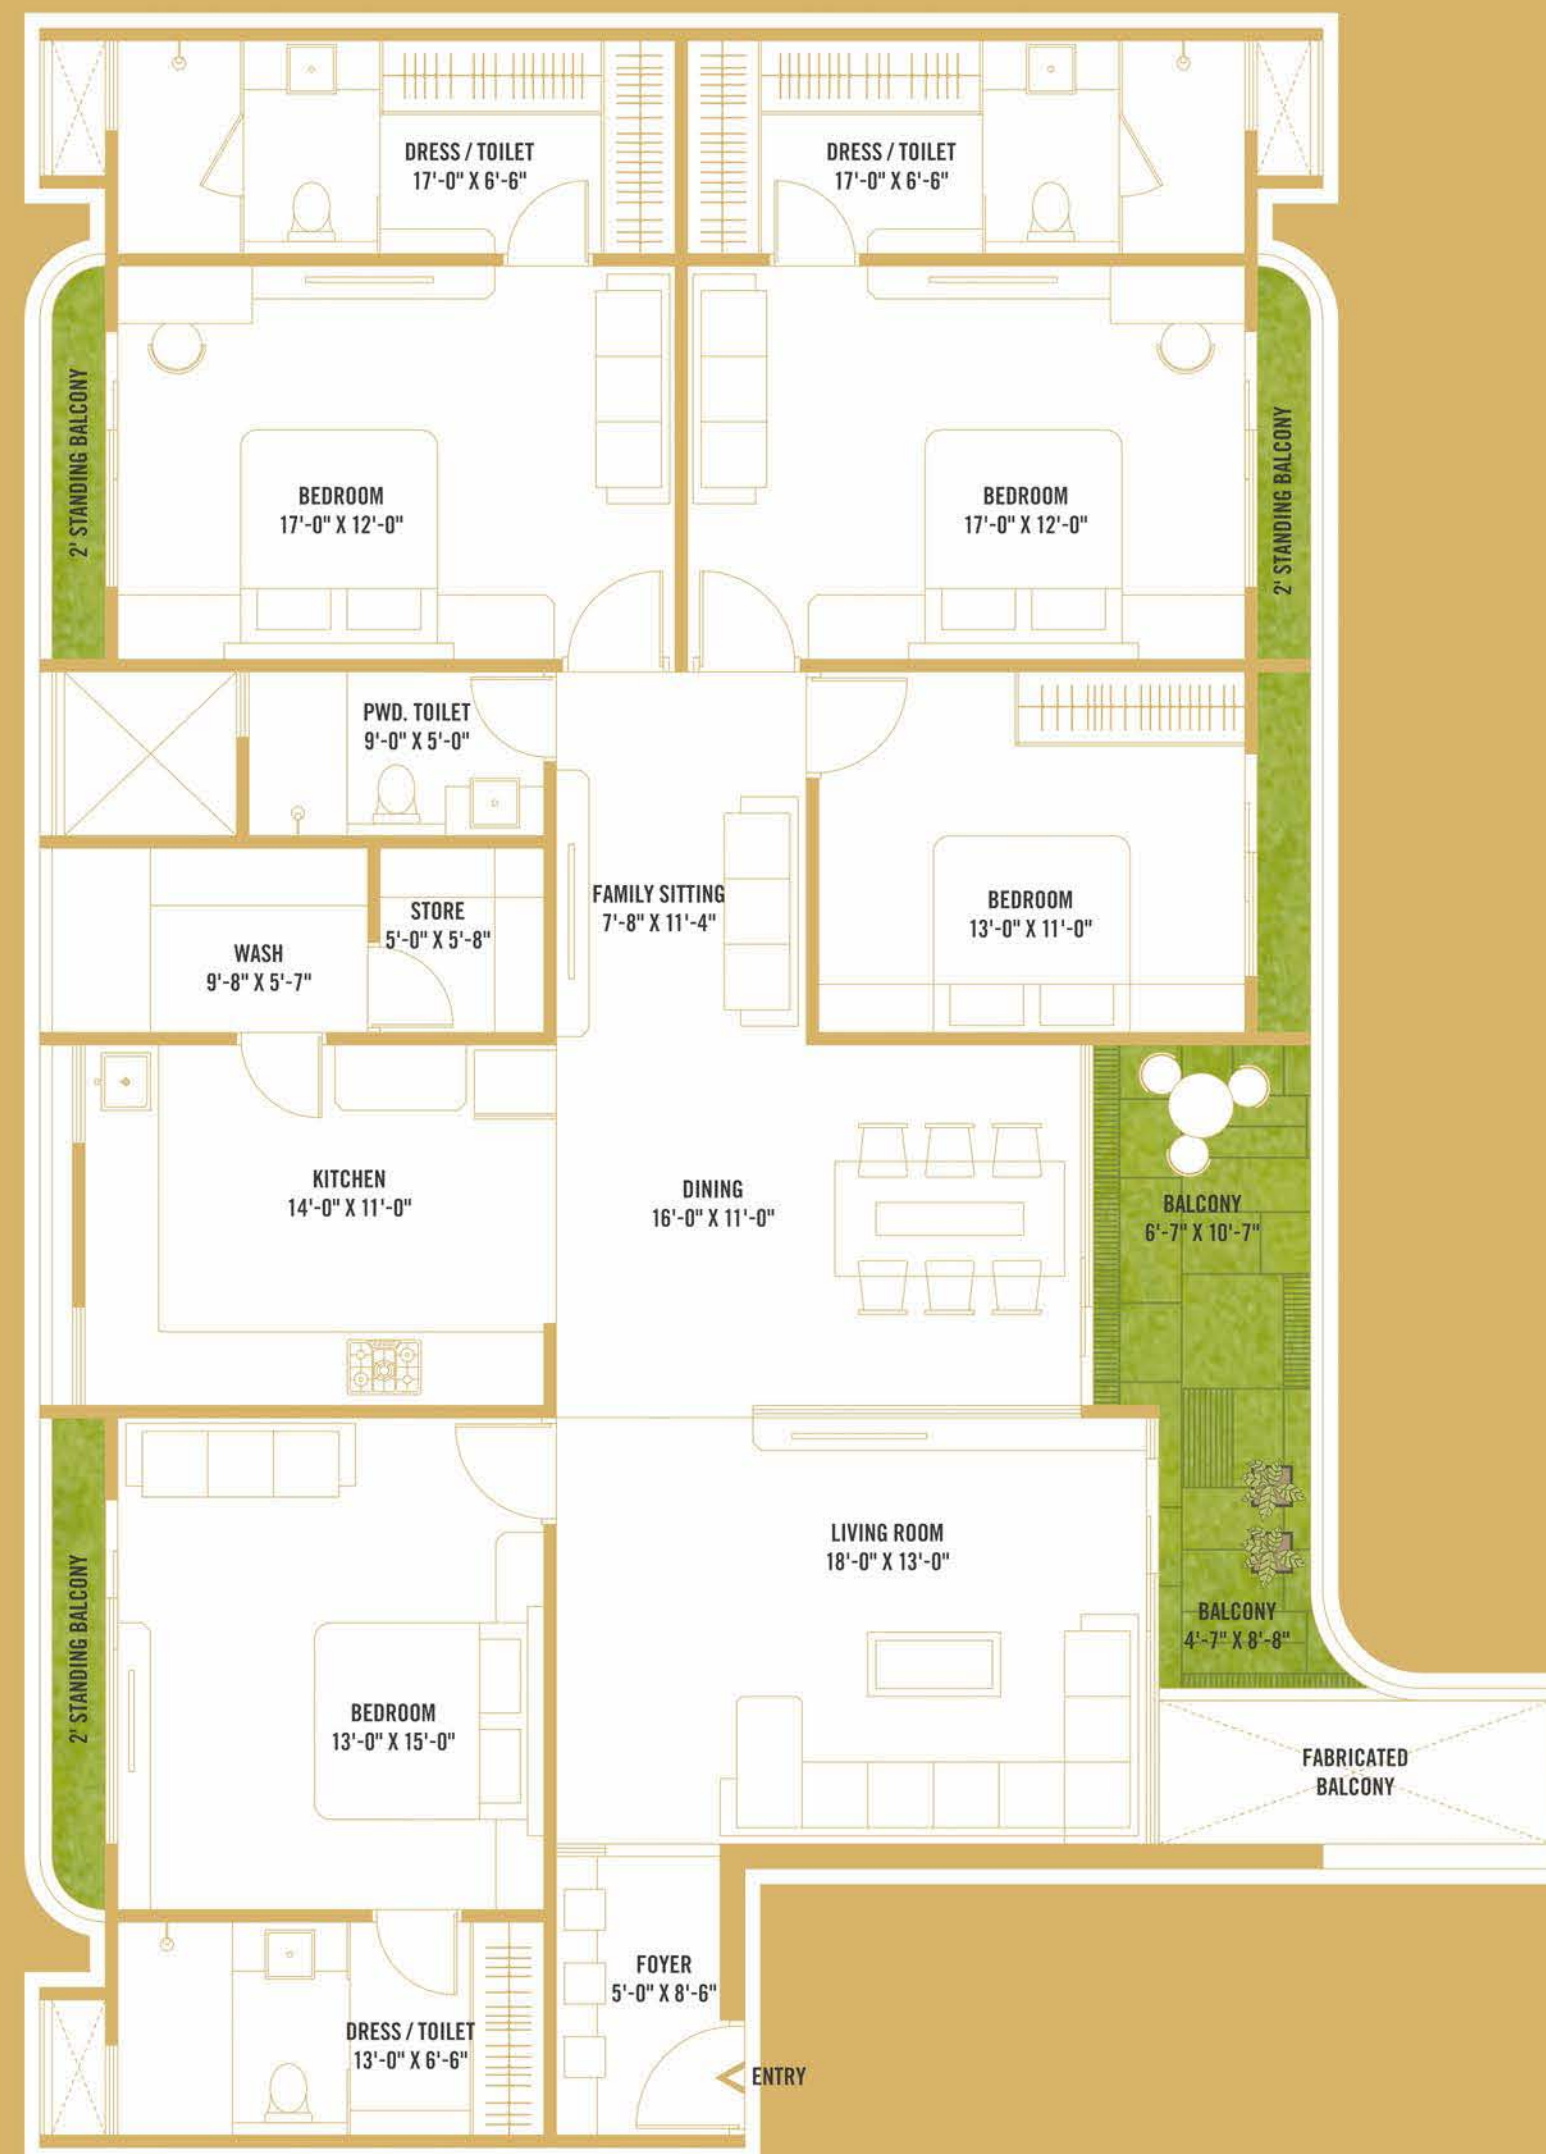 DRESS / TOILET
17'-0" X 6'-6"
DRESS / TOILET
17'-0" X 6'-6"
2' STANDING BALCONY
BEDROOM
17'-0" X 12'-0"
BEDROOM
17'-0" X 12'-0"
2' STANDING BALCONY
PWD. TOILET
9'-0" X 5'-0"
FAMILY SITTING
7'-8" X 11'-4"
BEDROOM
13'-0" X 11'-0"
STORE
5'-0" X 5'-8"
WASH
9'-8" X 5'-7"
KITCHEN
14'-0" X 11'-0"
DINING
16'-0" X 11'-0"
BALCONY
6'-7" X 10'-7"
LIVING ROOM
18'-0" X 13'-0"
BALCONY
4'-7" X 8'-8"
2' STANDING BALCONY
BEDROOM
13'-0" X 15'-0"
FABRICATED
BALCONY
FOYER
5'-0" X 8'-6"
DRESS / TOILET
13'-0" X 6'-6"
ENTRY